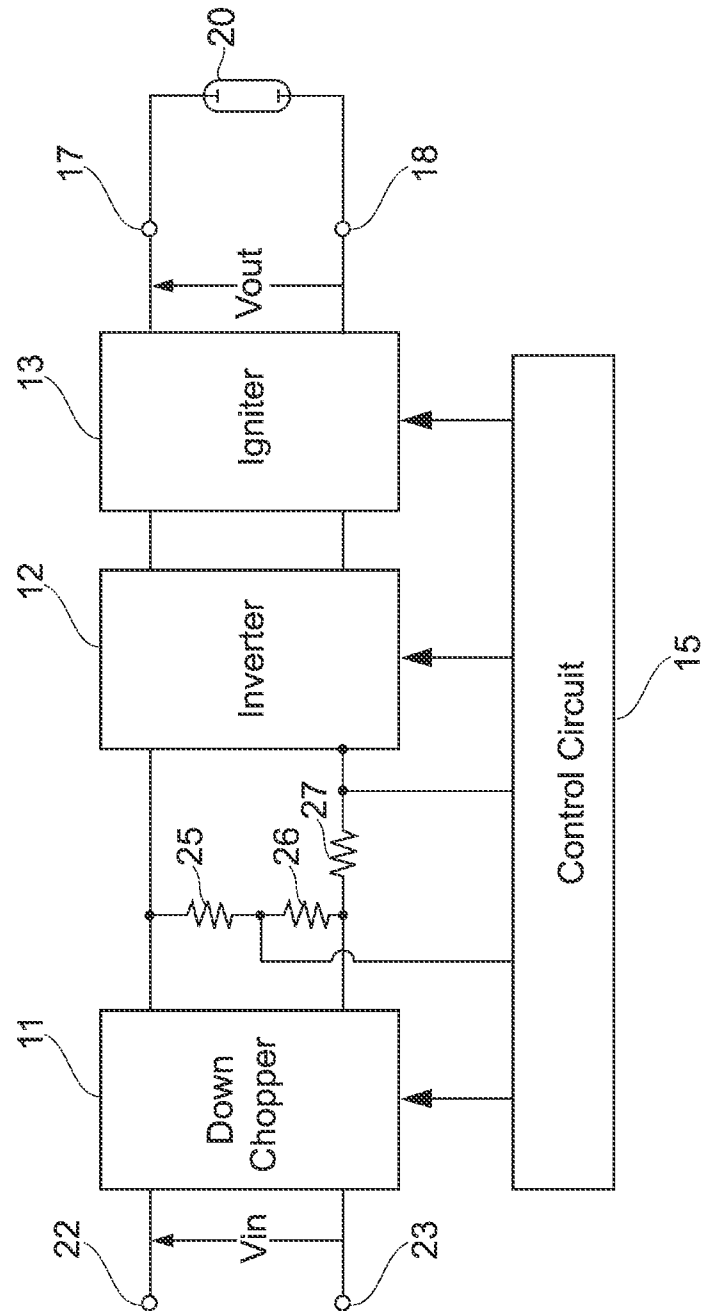 22
Vin
23
11
Down
Chopper
25
26
27
12
Inverter
13
Igniter
Vout
17
18
20
Control Circuit
15